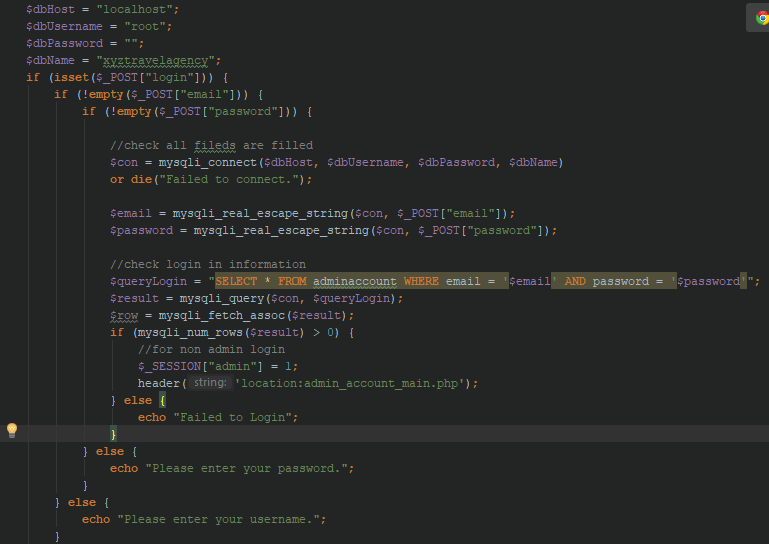 $dbHost = "localhost";
$dbUsername = "root";
$dbPassword = "";
$dbName = "xyztravelagency";
if (isset($_POST["login"])) {
    if (!empty($_POST["email"])) {
        if (!empty($_POST["password"])) {

            //check all fileds are filled
            $con = mysqli_connect($dbHost, $dbUsername, $dbPassword, $dbName)
            or die("Failed to connect.");

            $email = mysqli_real_escape_string($con, $_POST["email"]);
            $password = mysqli_real_escape_string($con, $_POST["password"]);

            //check login in information
            $queryLogin = "SELECT * FROM adminaccount WHERE email = '$email' AND password = '$password'";
            $result = mysqli_query($con, $queryLogin);
            $row = mysqli_fetch_assoc($result);
            if (mysqli_num_rows($result) > 0) {
                //for non admin login
                $_SESSION["admin"] = 1;
                header( string: 'location:admin_account_main.php');
            } else {
                echo "Failed to Login";
            }
        } else {
            echo "Please enter your password.";
        }
    } else {
        echo "Please enter your username.";
    }